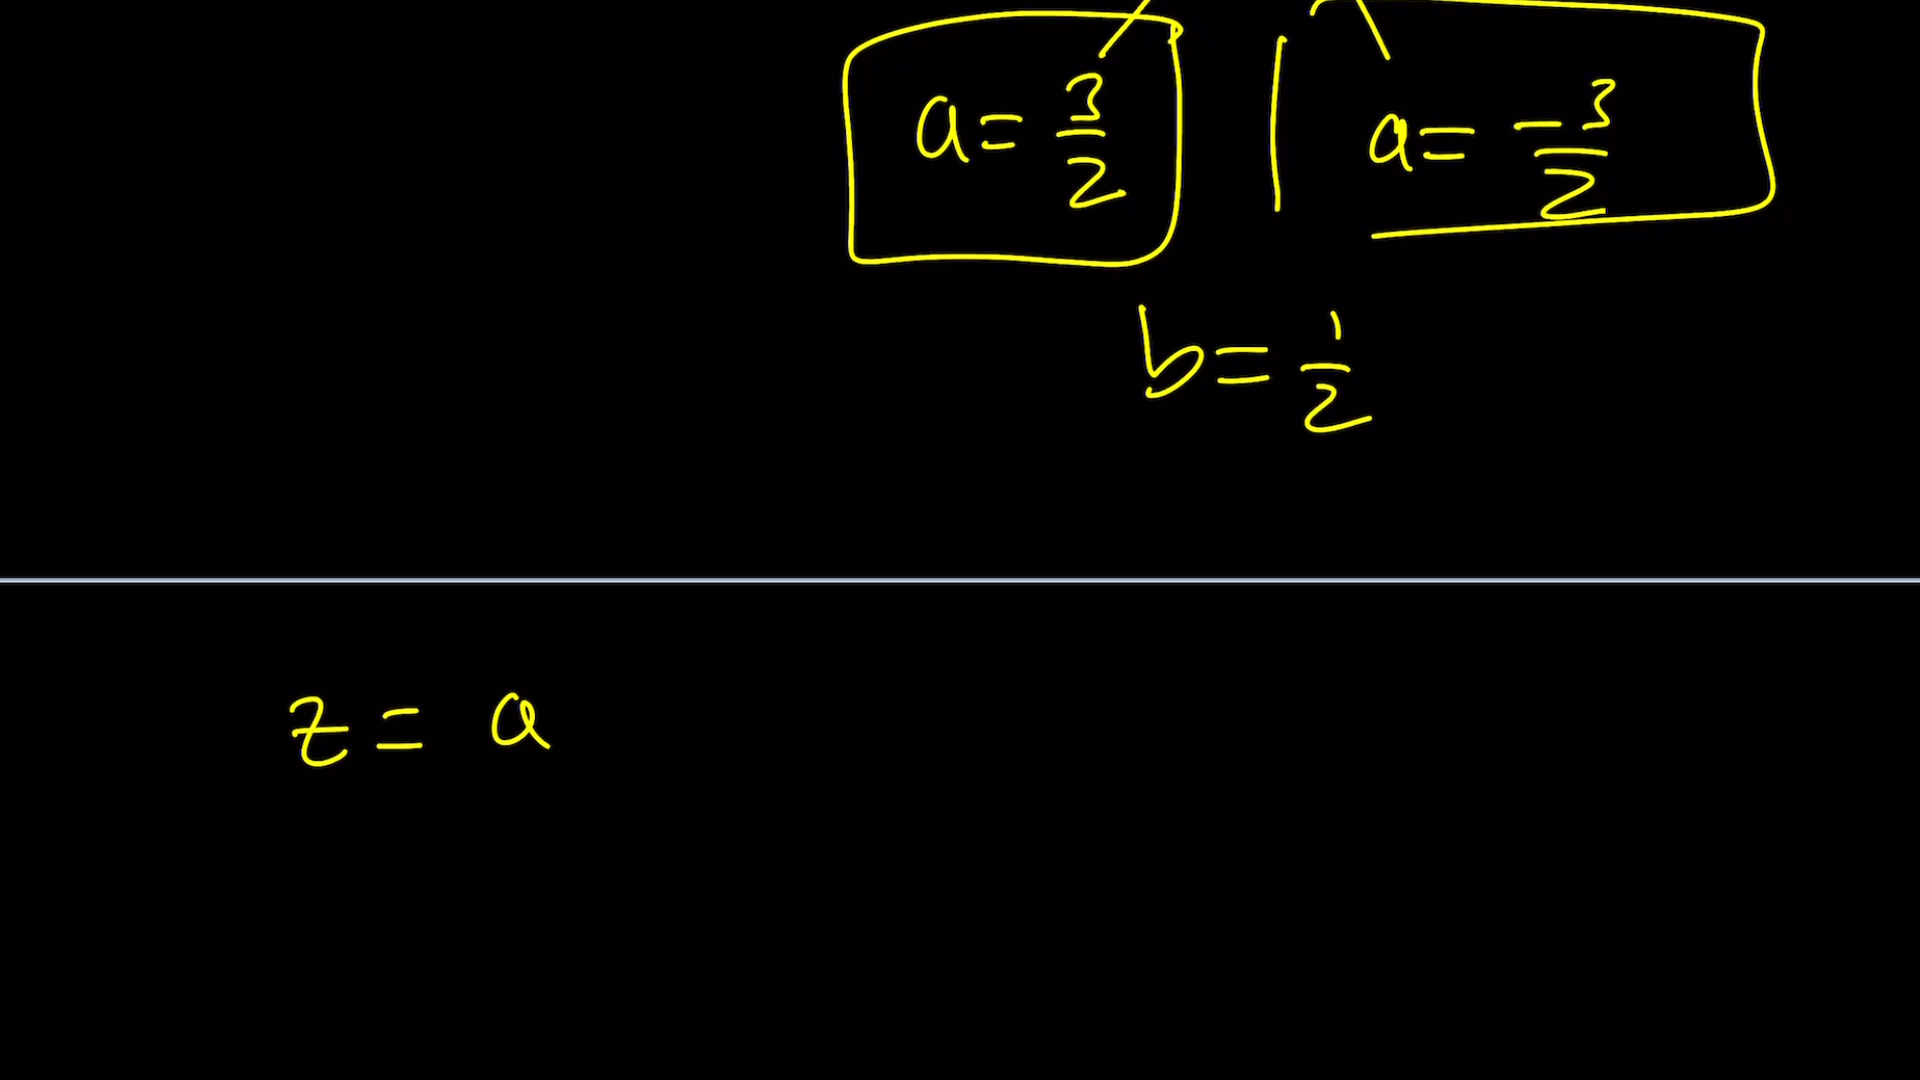 a = 3/2 | a = -3/2
b = 1/2
z = a